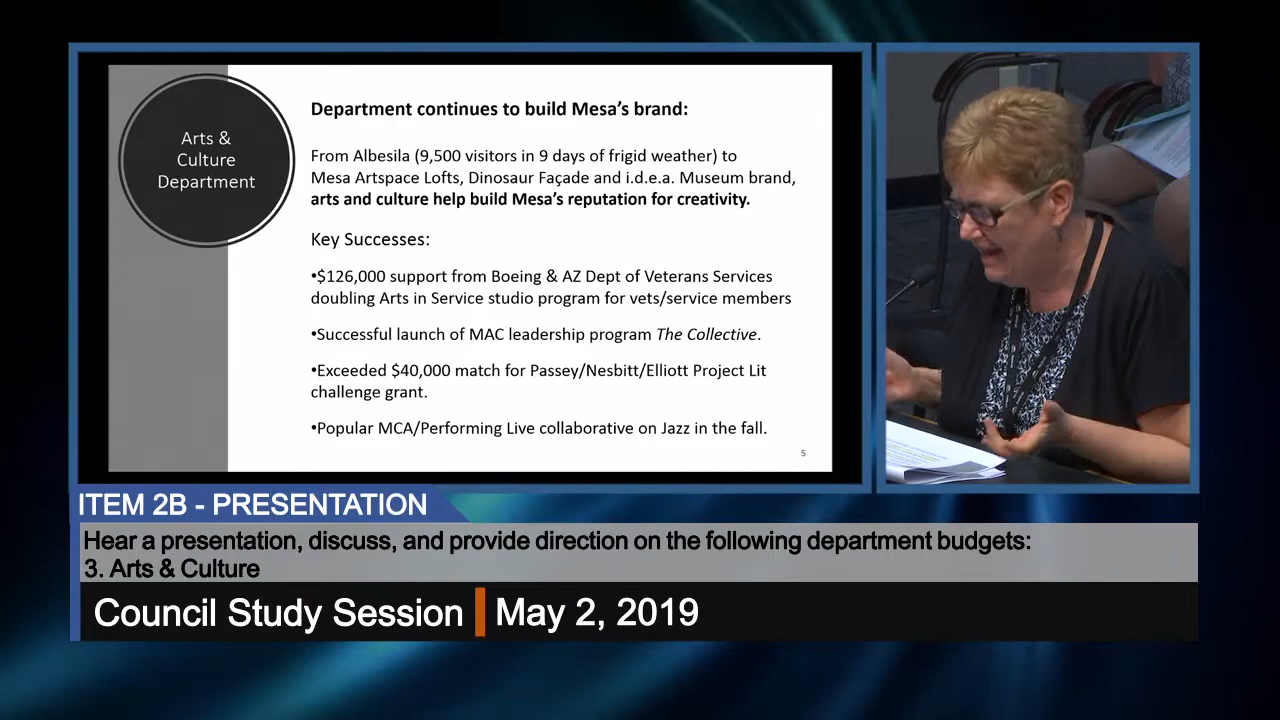 Arts &
Culture
Department
Department continues to build Mesa's brand:
From Albesila (9,500 visitors in 9 days of frigid weather) to
Mesa Artspace Lofts, Dinosaur Façade and i.d.e.a. Museum brand,
arts and culture help build Mesa's reputation for creativity.
Key Successes:
•$126,000 support from Boeing & AZ Dept of Veterans Services
doubling Arts in Service studio program for vets/service members
•Successful launch of MAC leadership program The Collective.
•Exceeded $40,000 match for Passey/Nesbitt/Elliott Project Lit
challenge grant.
•Popular MCA/Performing Live collaborative on Jazz in the fall.
5
ITEM 2B - PRESENTATION
Hear a presentation, discuss, and provide direction on the following department budgets:
3. Arts & Culture
Council Study Session | May 2, 2019